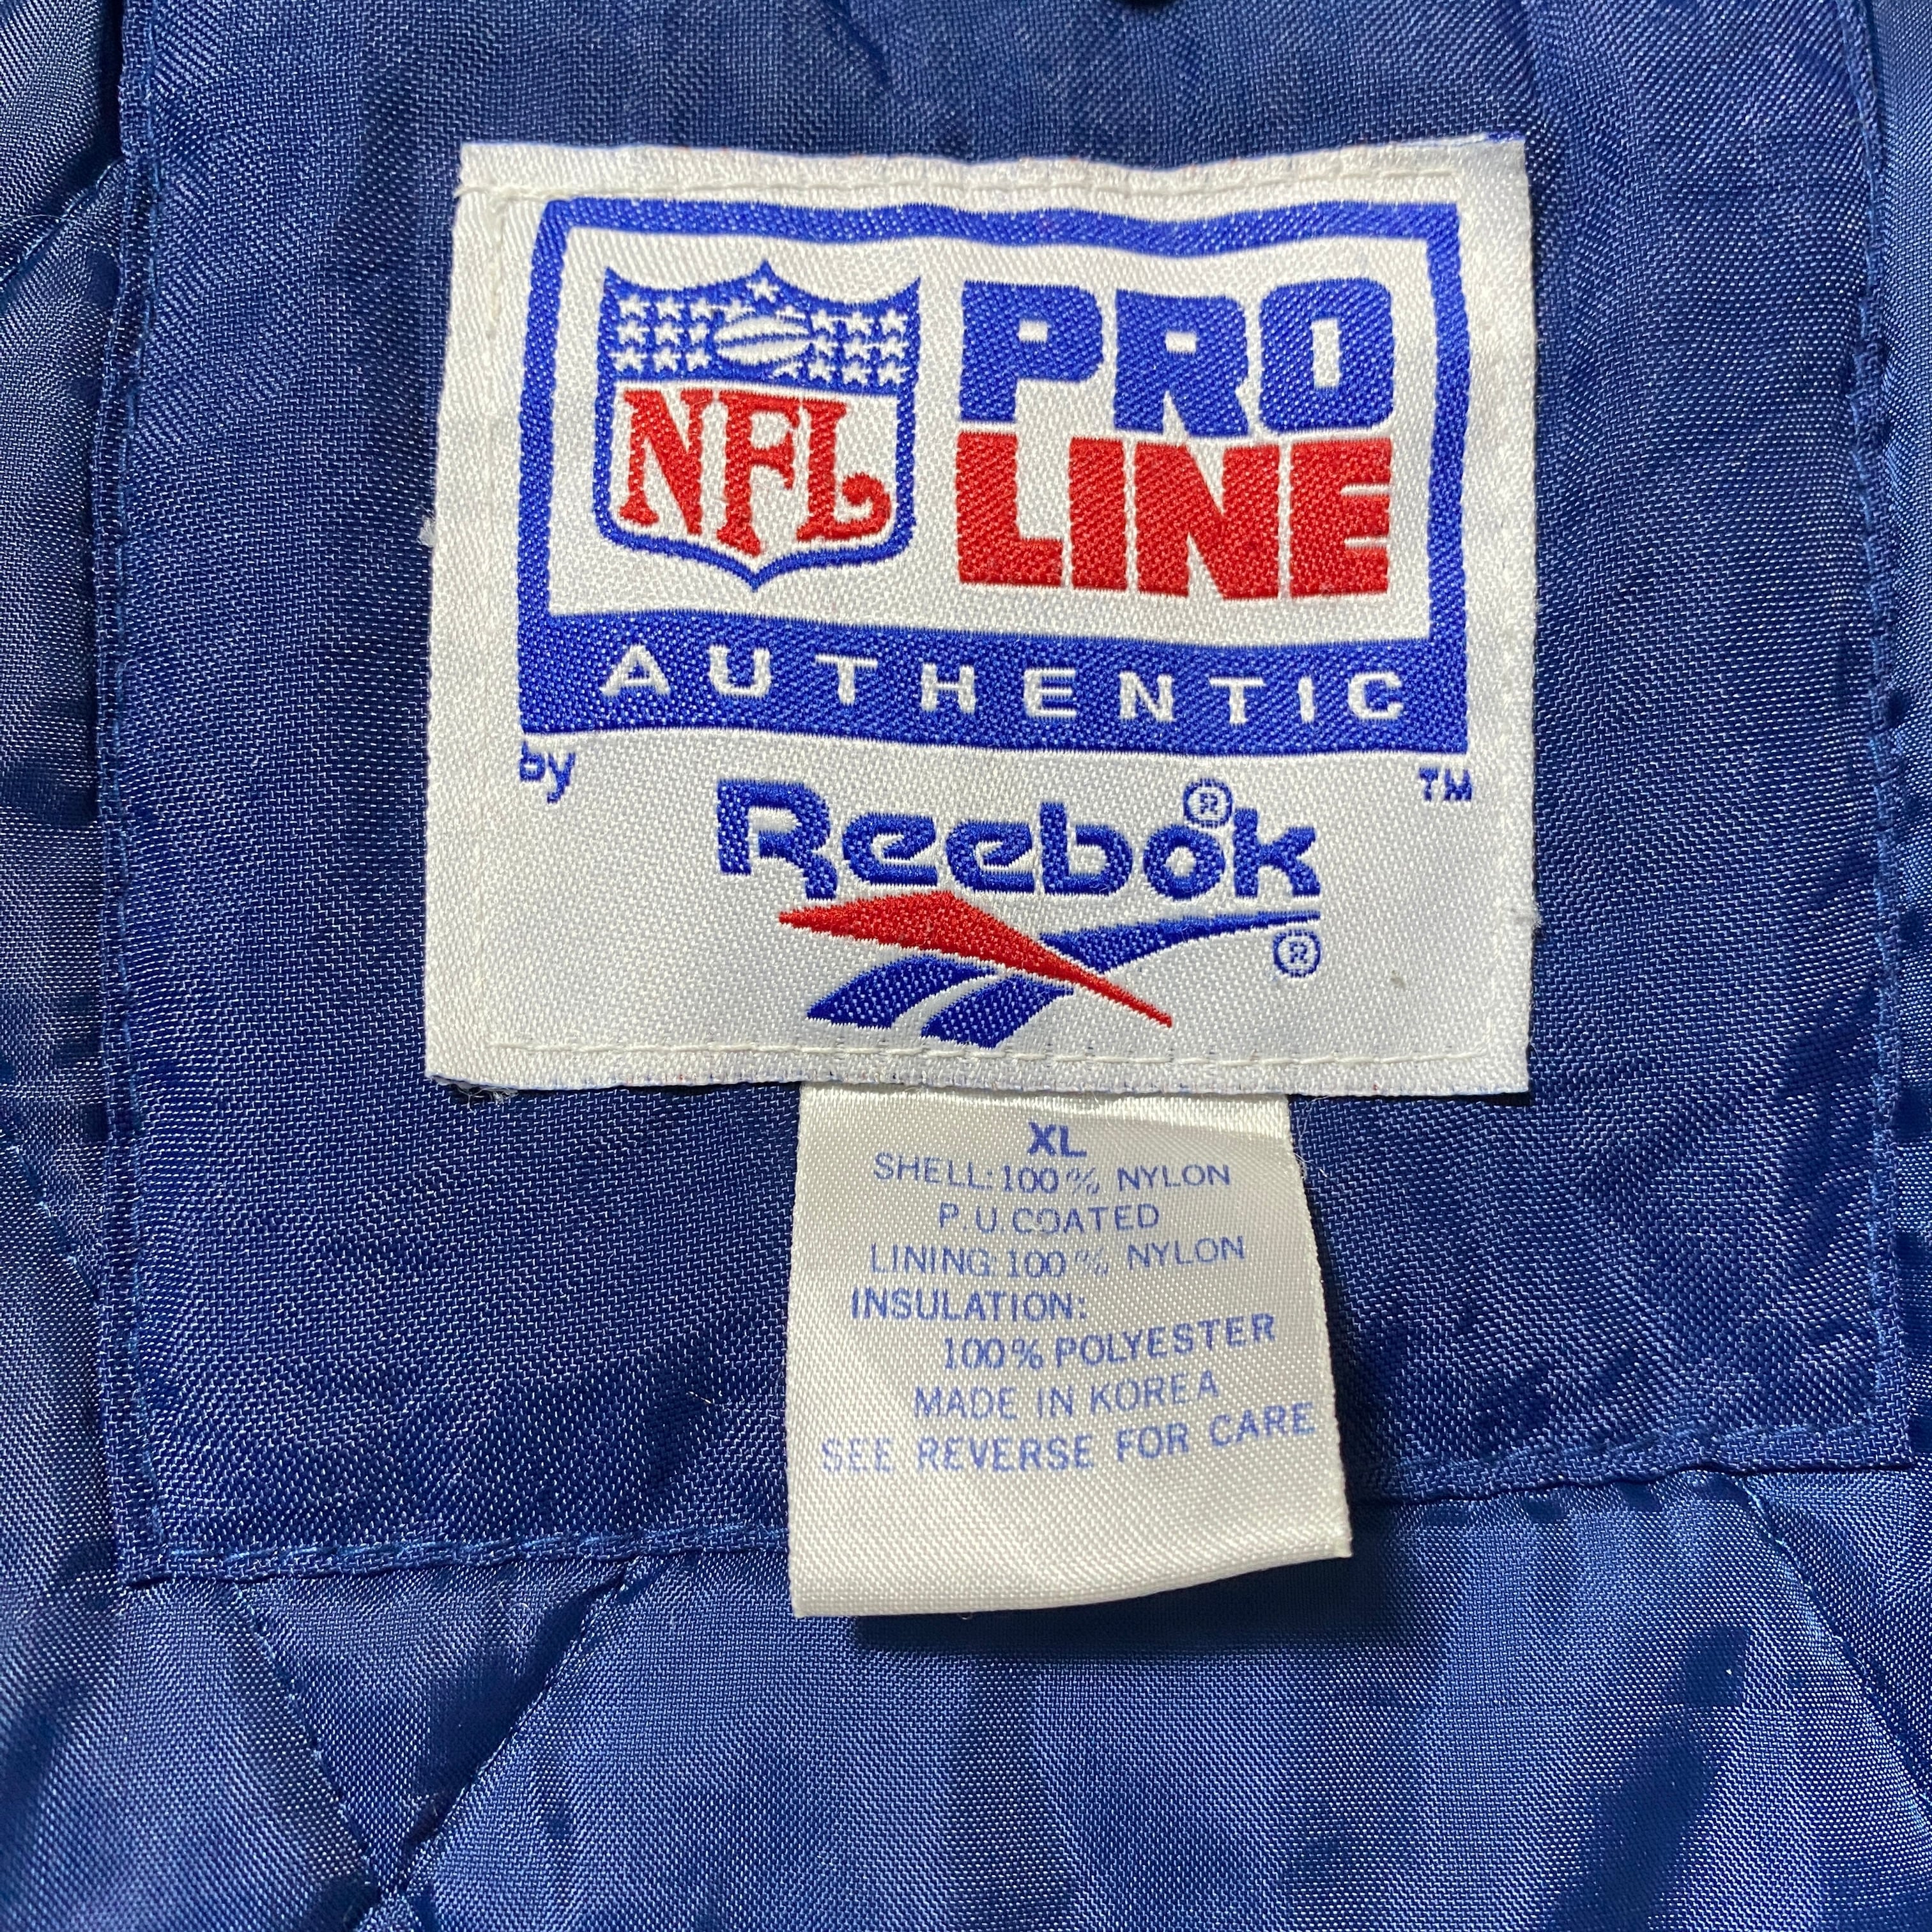 NFL PRO
LINE
AUTHENTIC
by TM
Reebok®
®
XL
SHELL:100% NYLON
P.U.COATED
LINING:100% NYLON
INSULATION:
100% POLYESTER
MADE IN KOREA
SEE REVERSE FOR CARE